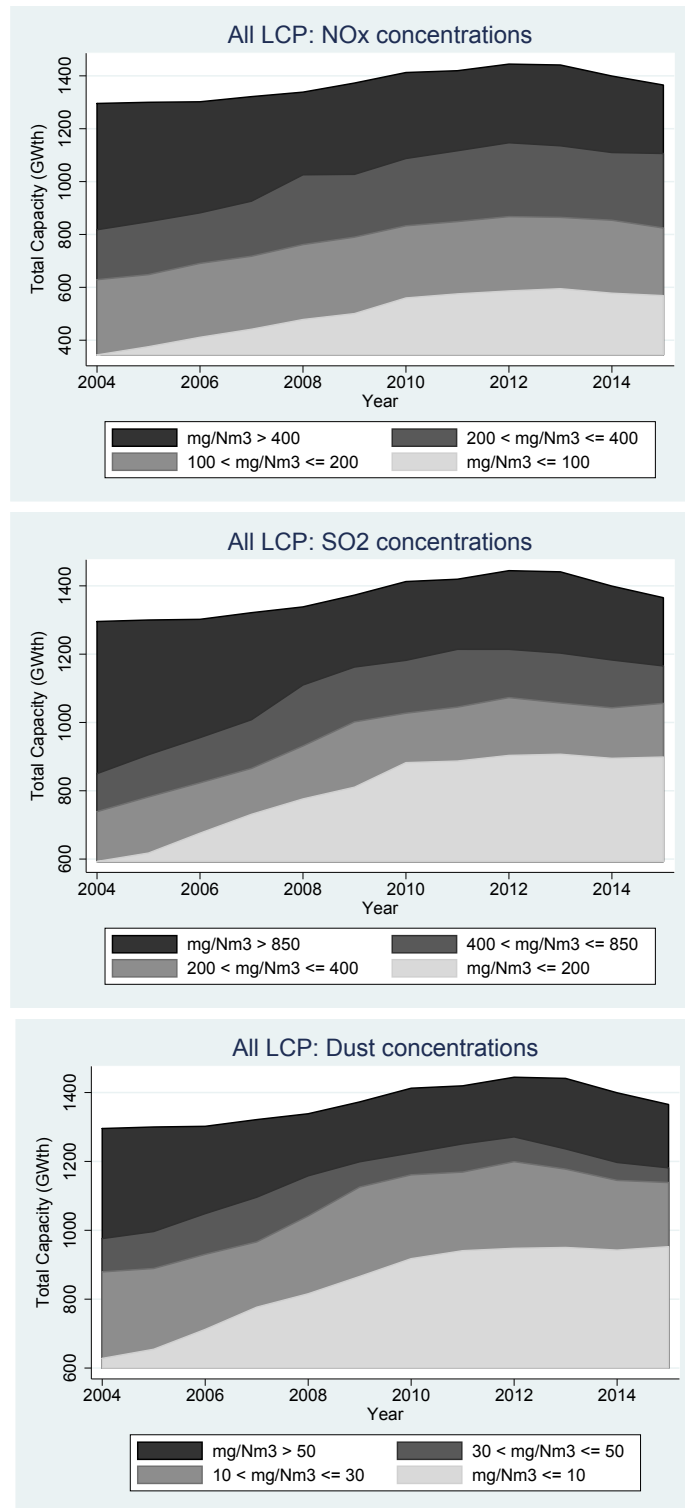 All LCP: NOx concentrations
Total Capacity (GWth)
1400
1200
1000
800
600
400
2004 2006 2008 2010 2012 2014
Year
mg/Nm3 > 400 200 < mg/Nm3 <= 400
100 < mg/Nm3 <= 200 mg/Nm3 <= 100
All LCP: SO2 concentrations
Total Capacity (GWth)
1400
1200
1000
800
600
2004 2006 2008 2010 2012 2014
Year
mg/Nm3 > 850 400 < mg/Nm3 <= 850
200 < mg/Nm3 <= 400 mg/Nm3 <= 200
All LCP: Dust concentrations
Total Capacity (GWth)
1400
1200
1000
800
600
2004 2006 2008 2010 2012 2014
Year
mg/Nm3 > 50 30 < mg/Nm3 <= 50
10 < mg/Nm3 <= 30 mg/Nm3 <= 10